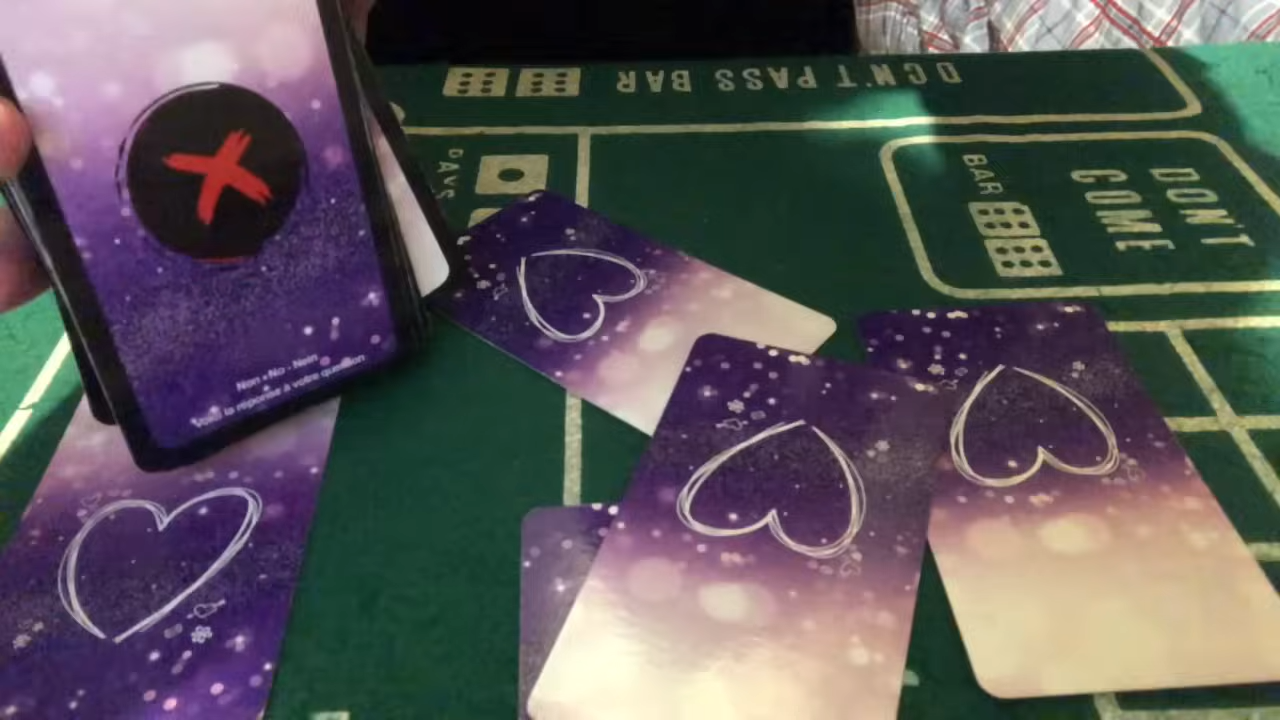 DON'T PASS BAR
BAR
DON'T
COME
Non - No - Nein
Voici la réponse à votre question